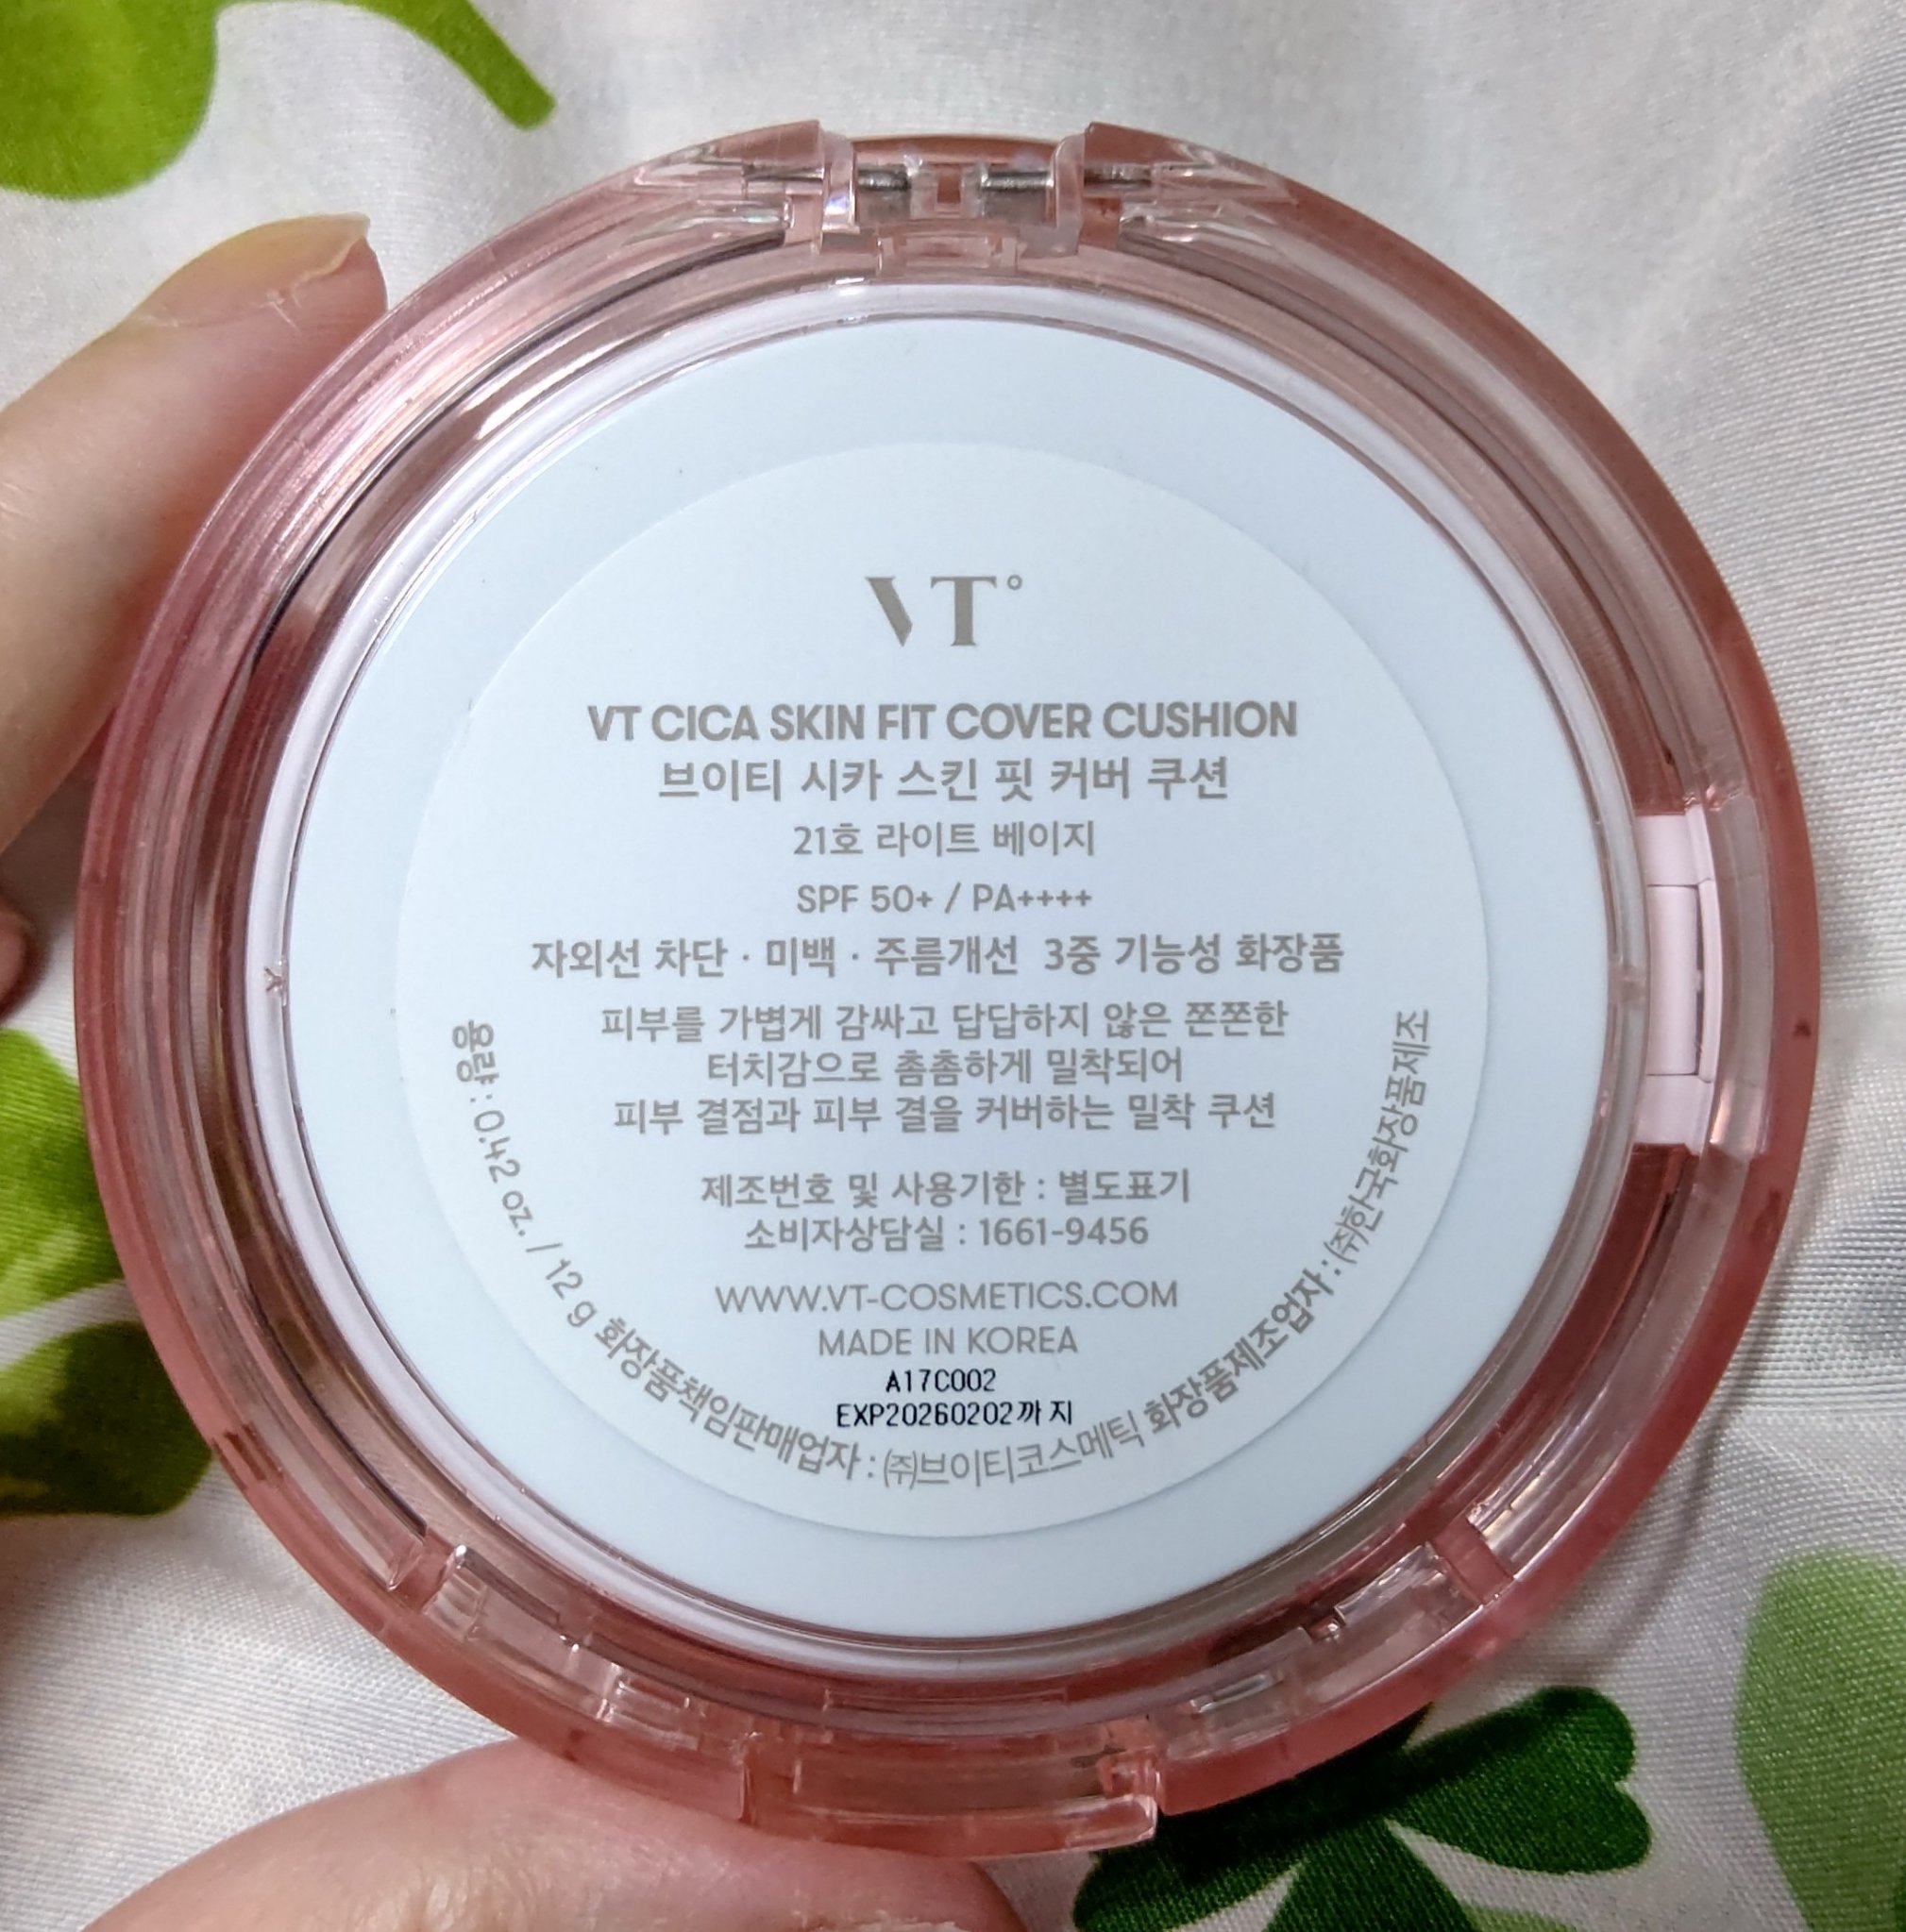 VT°
VT CICA SKIN FIT COVER CUSHION
브이티 시카 스킨 핏 커버 쿠션
21호 라이트 베이지
SPF 50+ / PA++++
자외선 차단 · 미백 · 주름개선 3중 기능성 화장품
피부를 가볍게 감싸고 답답하지 않은 쫀쫀한
터치감으로 촘촘하게 밀착되어
피부 결점과 피부 결을 커버하는 밀착 쿠션
제조번호 및 사용기한 : 별도표기
소비자상담실 : 1661-9456
WWW.VT-COSMETICS.COM
MADE IN KOREA
A17C002
EXP20260202까지
용량 : 0.42 oz. / 12 g 화장품책임판매업자 : ㈜브이티코스메틱 화장품제조업자 : ㈜한국화장품제조